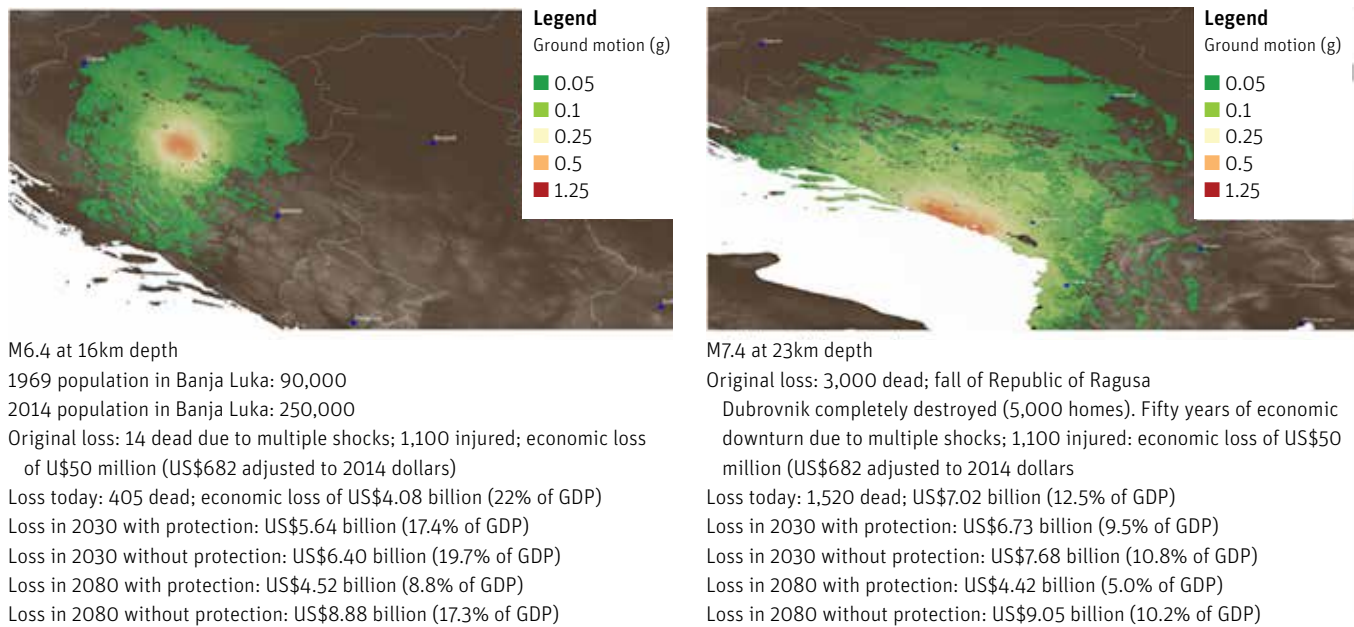 Legend
Ground motion (g)
0.05
0.1
0.25
0.5
1.25
M6.4 at 16km depth
1969 population in Banja Luka: 90,000
2014 population in Banja Luka: 250,000
Original loss: 14 dead due to multiple shocks; 1,100 injured; economic loss
of U$50 million (US$682 adjusted to 2014 dollars)
Loss today: 405 dead; economic loss of US$4.08 billion (22% of GDP)
Loss in 2030 with protection: US$5.64 billion (17.4% of GDP)
Loss in 2030 without protection: US$6.40 billion (19.7% of GDP)
Loss in 2080 with protection: US$4.52 billion (8.8% of GDP)
Loss in 2080 without protection: US$8.88 billion (17.3% of GDP)
Legend
Ground motion (g)
0.05
0.1
0.25
0.5
1.25
M7.4 at 23km depth
Original loss: 3,000 dead; fall of Republic of Ragusa
Dubrovnik completely destroyed (5,000 homes). Fifty years of economic
downturn due to multiple shocks; 1,100 injured: economic loss of US$50
million (US$682 adjusted to 2014 dollars
Loss today: 1,520 dead; US$7.02 billion (12.5% of GDP)
Loss in 2030 with protection: US$6.73 billion (9.5% of GDP)
Loss in 2030 without protection: US$7.68 billion (10.8% of GDP)
Loss in 2080 with protection: US$4.42 billion (5.0% of GDP)
Loss in 2080 without protection: US$9.05 billion (10.2% of GDP)